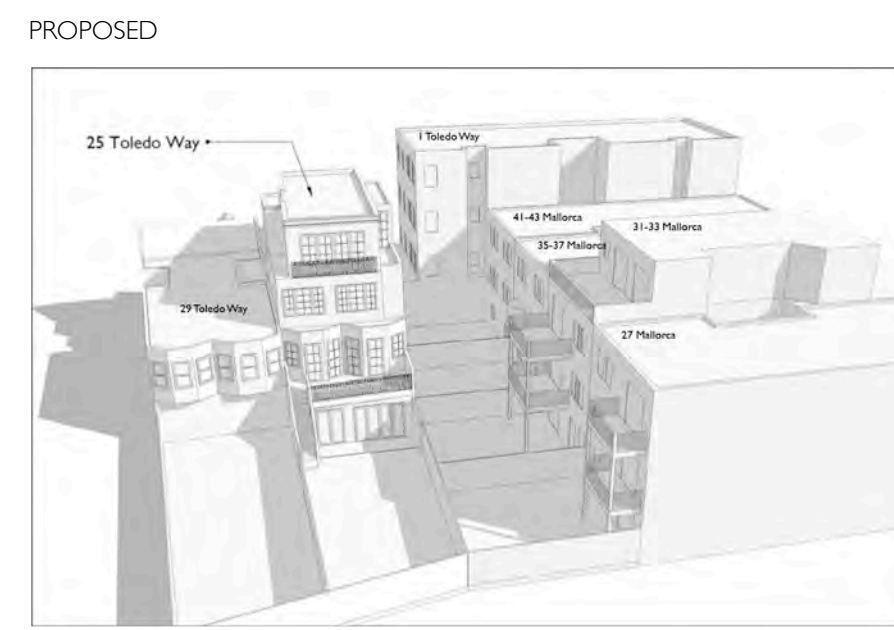 PROPOSED
25 Toledo Way
1 Toledo Way
41-43 Mallorca
31-33 Mallorca
35-37 Mallorca
29 Toledo Way
27 Mallorca